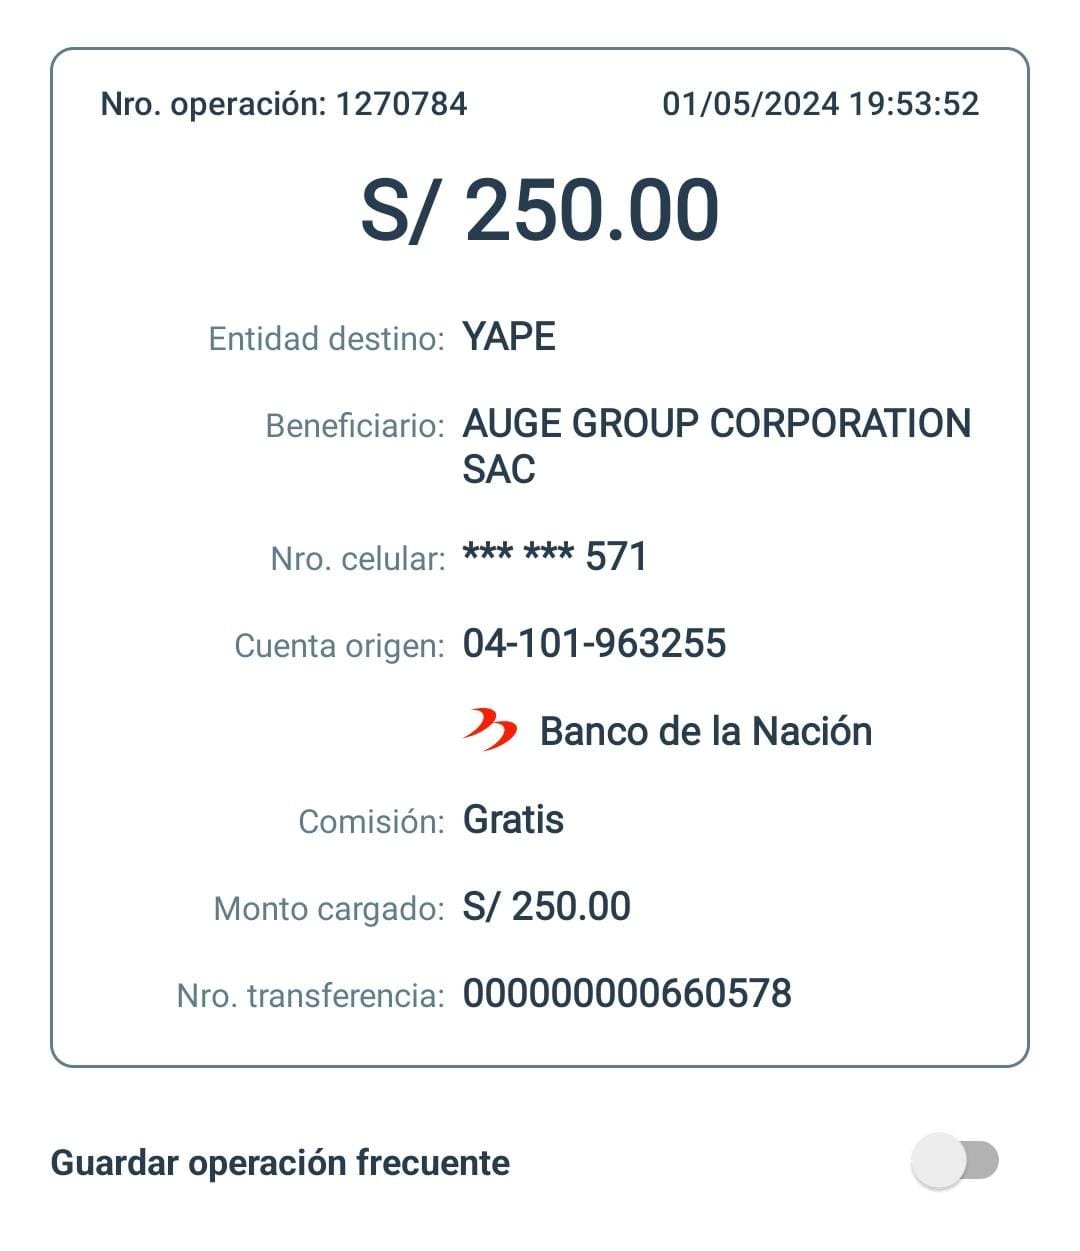 Nro. operación: 1270784 01/05/2024 19:53:52
S/ 250.00
Entidad destino: YAPE
Beneficiario: AUGE GROUP CORPORATION
SAC
Nro. celular: *** *** 571
Cuenta origen: 04-101-963255
Banco de la Nación
Comisión: Gratis
Monto cargado: S/ 250.00
Nro. transferencia: 000000000660578
Guardar operación frecuente